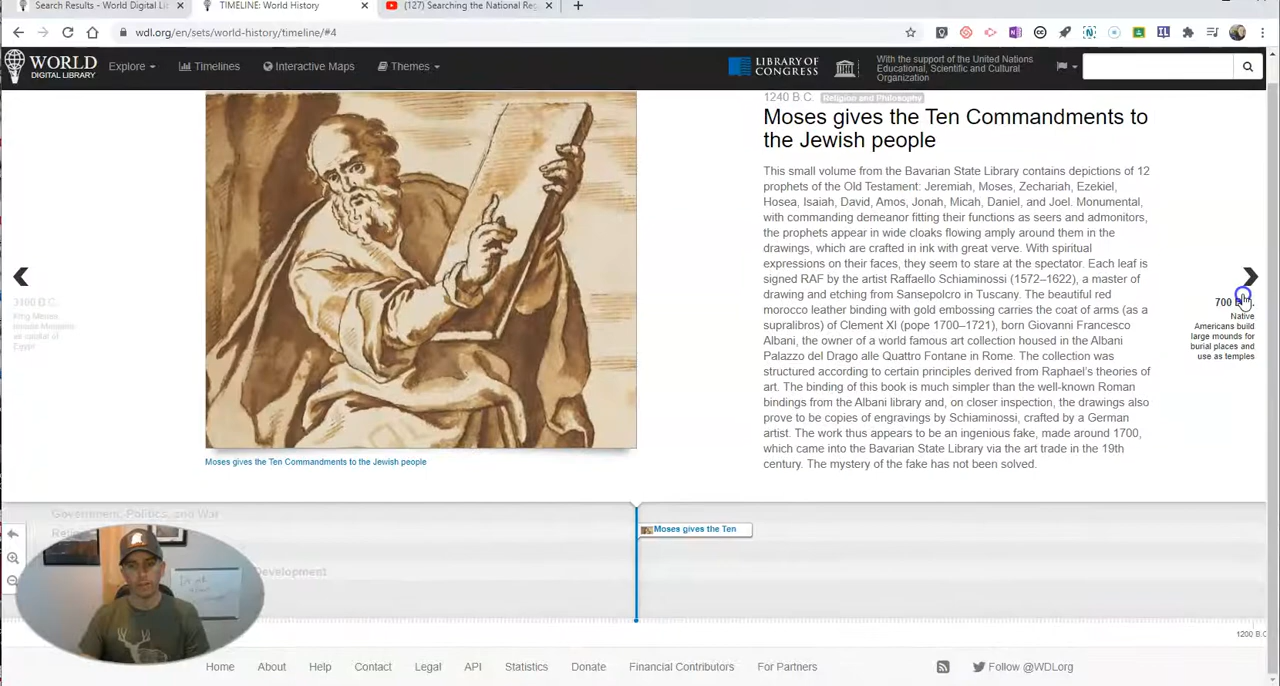 Search Results - World Digital Li
TIMELINE: World History
(127) Searching the National Re
wdl.org/en/sets/world-history/timeline/#4
WORLD
DIGITAL LIBRARY
Explore
Timelines
Interactive Maps
Themes
LIBRARY OF
CONGRESS
With the support of the United Nations
Educational, Scientific and Cultural
Organization
1240 B.C. Religion and Philosophy
Moses gives the Ten Commandments to
the Jewish people
This small volume from the Bavarian State Library contains depictions of 12
prophets of the Old Testament: Jeremiah, Moses, Zechariah, Ezekiel,
Hosea, Isaiah, David, Amos, Jonah, Micah, Daniel, and Joel. Monumental,
with commanding demeanor fitting their functions as seers and admonitors,
the prophets appear in wide cloaks flowing amply around them in the
drawings, which are crafted in ink with great verve. With spiritual
expressions on their faces, they seem to stare at the spectator. Each leaf is
signed RAF by the artist Raffaello Schiaminossi (1572–1622), a master of
drawing and etching from Sansepolcro in Tuscany. The beautiful red
morocco leather binding with gold embossing carries the coat of arms (as a
supralibros) of Clement XI (pope 1700–1721), born Giovanni Francesco
Albani, the owner of a world famous art collection housed in the Albani
Palazzo del Drago alle Quattro Fontane in Rome. The collection was
structured according to certain principles derived from Raphael's theories of
art. The binding of this book is much simpler than the well-known Roman
bindings from the Albani library and, on closer inspection, the drawings also
prove to be copies of engravings by Schiaminossi, crafted by a German
artist. The work thus appears to be an ingenious fake, made around 1700,
which came into the Bavarian State Library via the art trade in the 19th
century. The mystery of the fake has not been solved.
3100 B.C.
King Menes
as capital of
Egypt
700 B.C.
Native
Americans build
large mounds for
burial places and
use as temples
Moses gives the Ten Commandments to the Jewish people
Government, Politics, and War
Moses gives the Ten
Development
1200 B.C
Home
About
Help
Contact
Legal
API
Statistics
Donate
Financial Contributors
For Partners
Follow @WDLorg